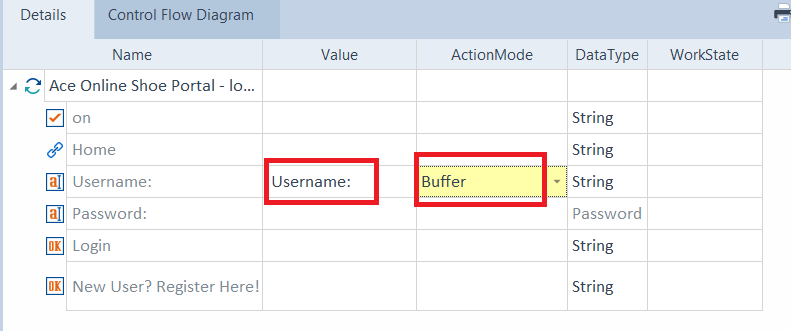 Details Control Flow Diagram
Name Value ActionMode DataType WorkState
Ace Online Shoe Portal - lo...
on String
Home String
Username: Username: Buffer String
Password: Password
Login String
New User? Register Here! String